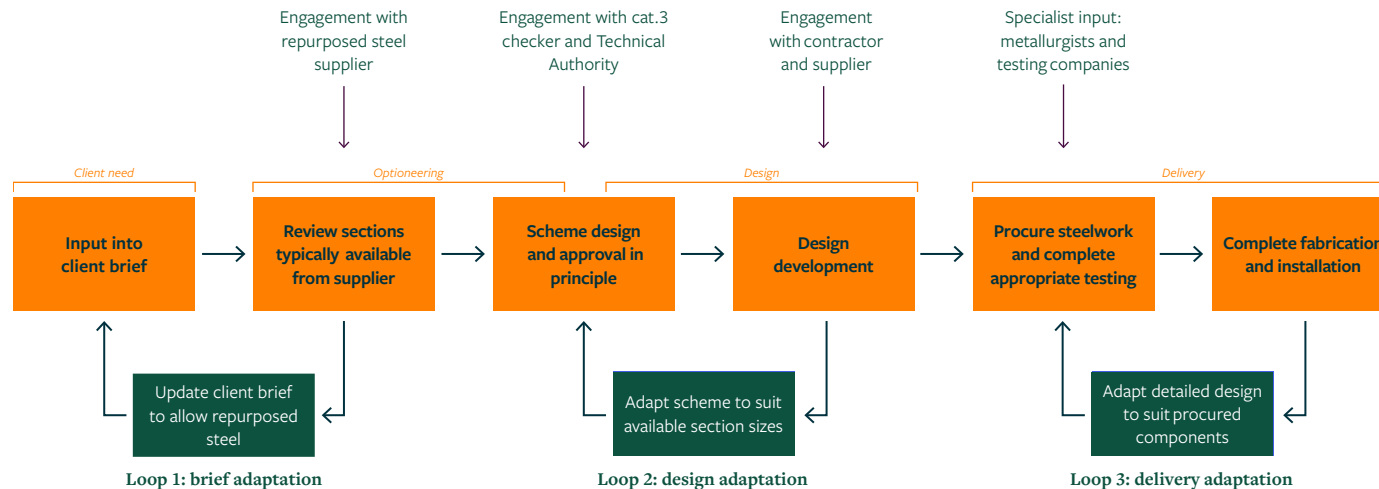 Engagement with
repurposed steel
supplier
Engagement with cat.3
checker and Technical
Authority
Engagement
with contractor
and supplier
Specialist input:
metallurgists and
testing companies
Client need
Optioneering
Design
Delivery
Input into
client brief
Review sections
typically available
from supplier
Scheme design
and approval in
principle
Design
development
Procure steelwork
and complete
appropriate testing
Complete fabrication
and installation
Update client brief
to allow repurposed
steel
Adapt scheme to suit
available section sizes
Adapt detailed design
to suit procured
components
Loop 1: brief adaptation
Loop 2: design adaptation
Loop 3: delivery adaptation